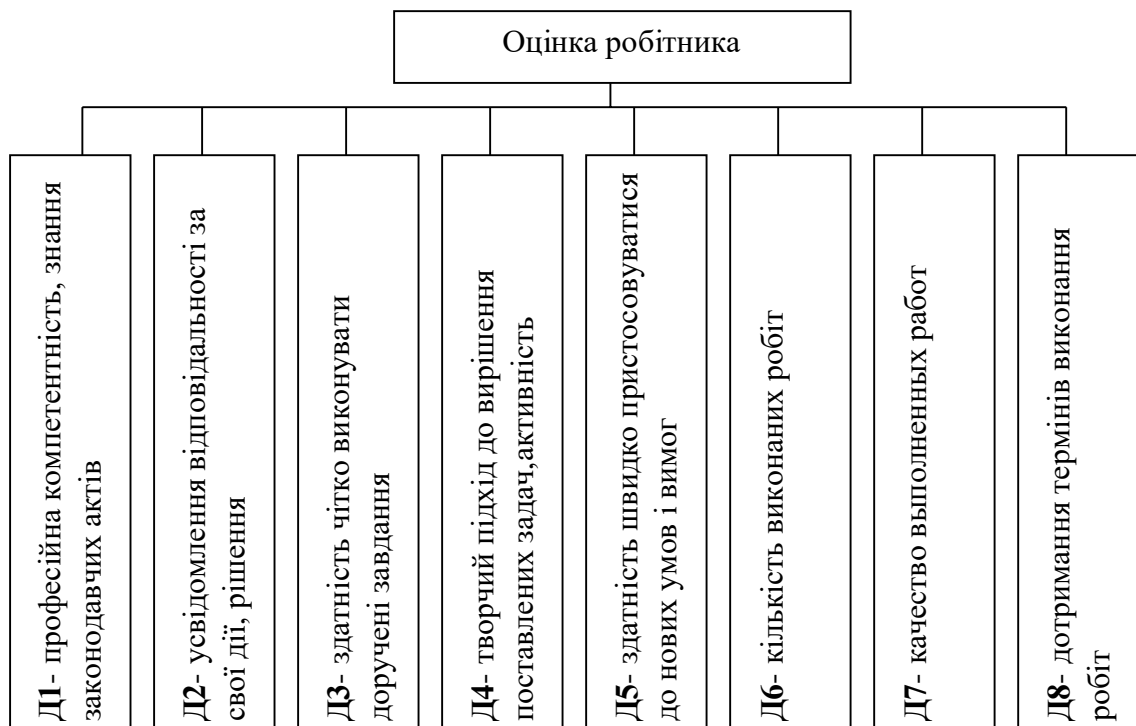 Оцінка робітника
Д1- професійна компетентність, знання
законодавчих актів
Д2- усвідомлення відповідальності за
свої дії, рішення
Д3- здатність чітко виконувати
доручені завдання
Д4- творчий підхід до вирішення
поставлених задач,активність
Д5- здатність швидко пристосовуватися
до нових умов і вимог
Д6- кількість виконаних робіт
Д7- качество выполненных работ
Д8- дотримання термінів виконання
робіт